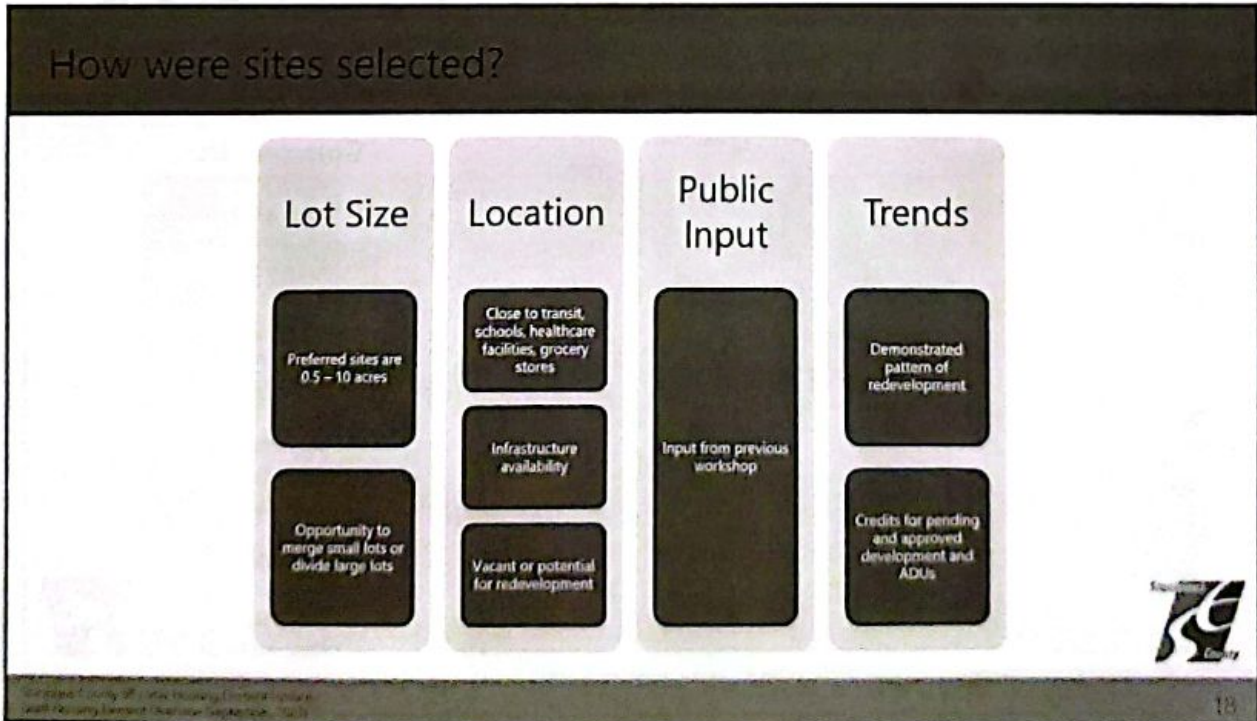 How were sites selected?
Lot Size
Preferred sites are
0.5 – 10 acres
Opportunity to
merge small lots or
divide large lots
Location
Close to transit,
schools, healthcare
facilities, grocery
stores
Infrastructure
availability
Vacant or potential
for redevelopment
Public
Input
Input from previous
workshop
Trends
Demonstrated
pattern of
redevelopment
Credits for pending
and approved
development and
ADUs
County
18